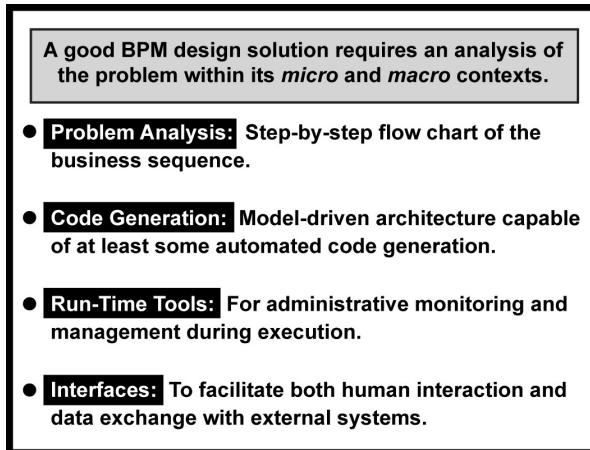 A good BPM design solution requires an analysis of
the problem within its micro and macro contexts.
● Problem Analysis: Step-by-step flow chart of the
business sequence.
● Code Generation: Model-driven architecture capable
of at least some automated code generation.
● Run-Time Tools: For administrative monitoring and
management during execution.
● Interfaces: To facilitate both human interaction and
data exchange with external systems.